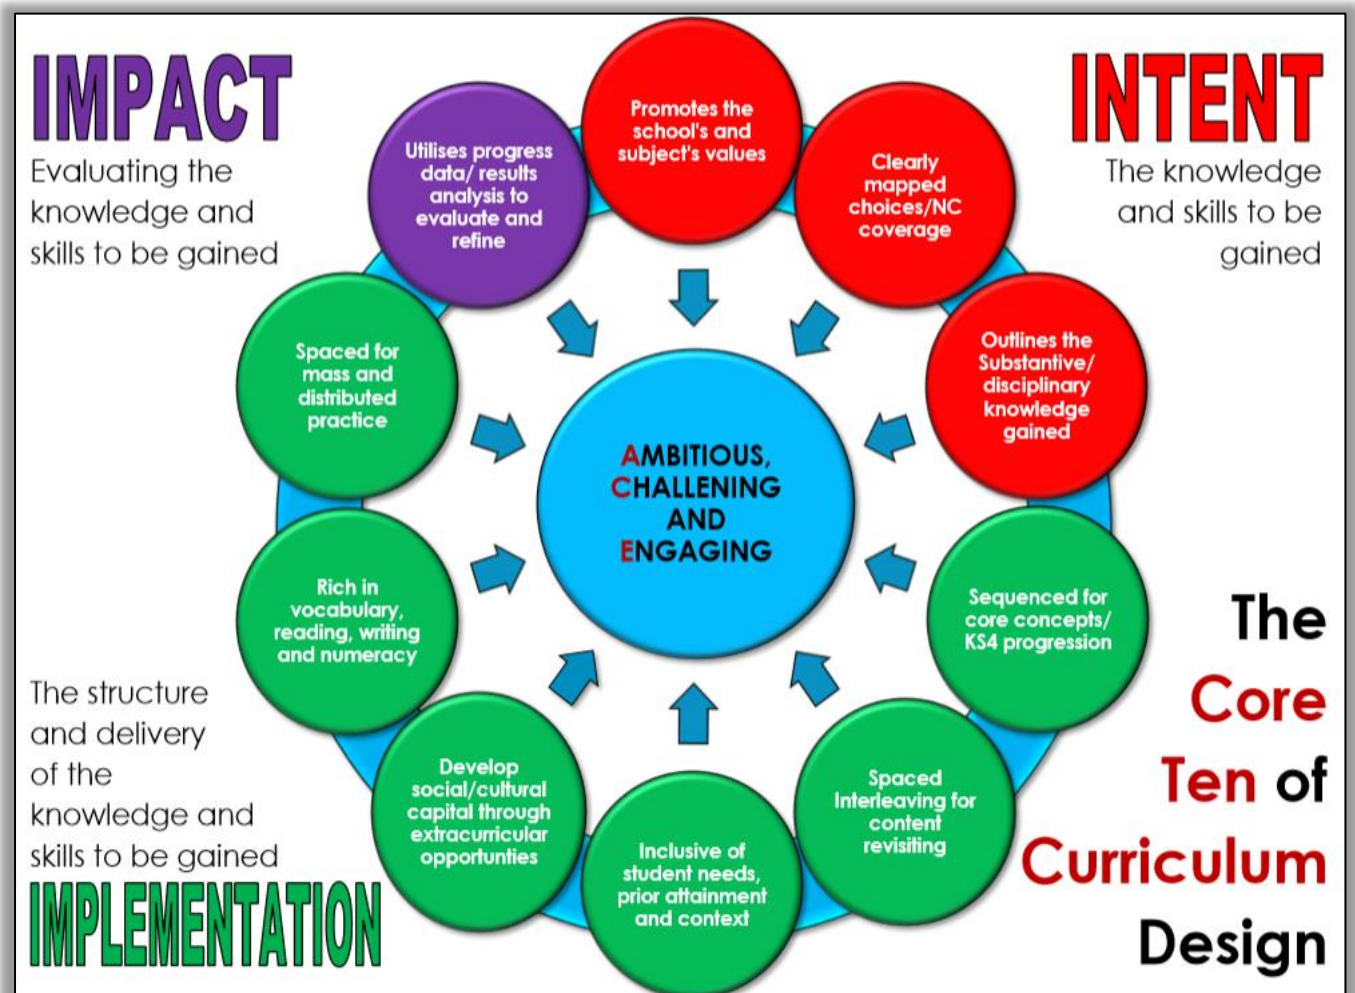 IMPACT
Evaluating the
knowledge and
skills to be gained
INTENT
The knowledge
and skills to be
gained
Promotes the
school's and
subject's values
Clearly
mapped
choices/NC
coverage
Outlines the
Substantive/
disciplinary
knowledge
gained
Sequenced for
core concepts/
KS4 progression
Spaced
Interleaving for
content
revisiting
Inclusive of
student needs,
prior attainment
and context
Develop
social/cultural
capital through
extracurricular
opportunties
Rich in
vocabulary,
reading, writing
and numeracy
Spaced for
mass and
distributed
practice
Utilises progress
data/ results
analysis to
evaluate and
refine
AMBITIOUS,
CHALLENING
AND
ENGAGING
The structure
and delivery
of the
knowledge and
skills to be gained
IMPLEMENTATION
The
Core
Ten of
Curriculum
Design